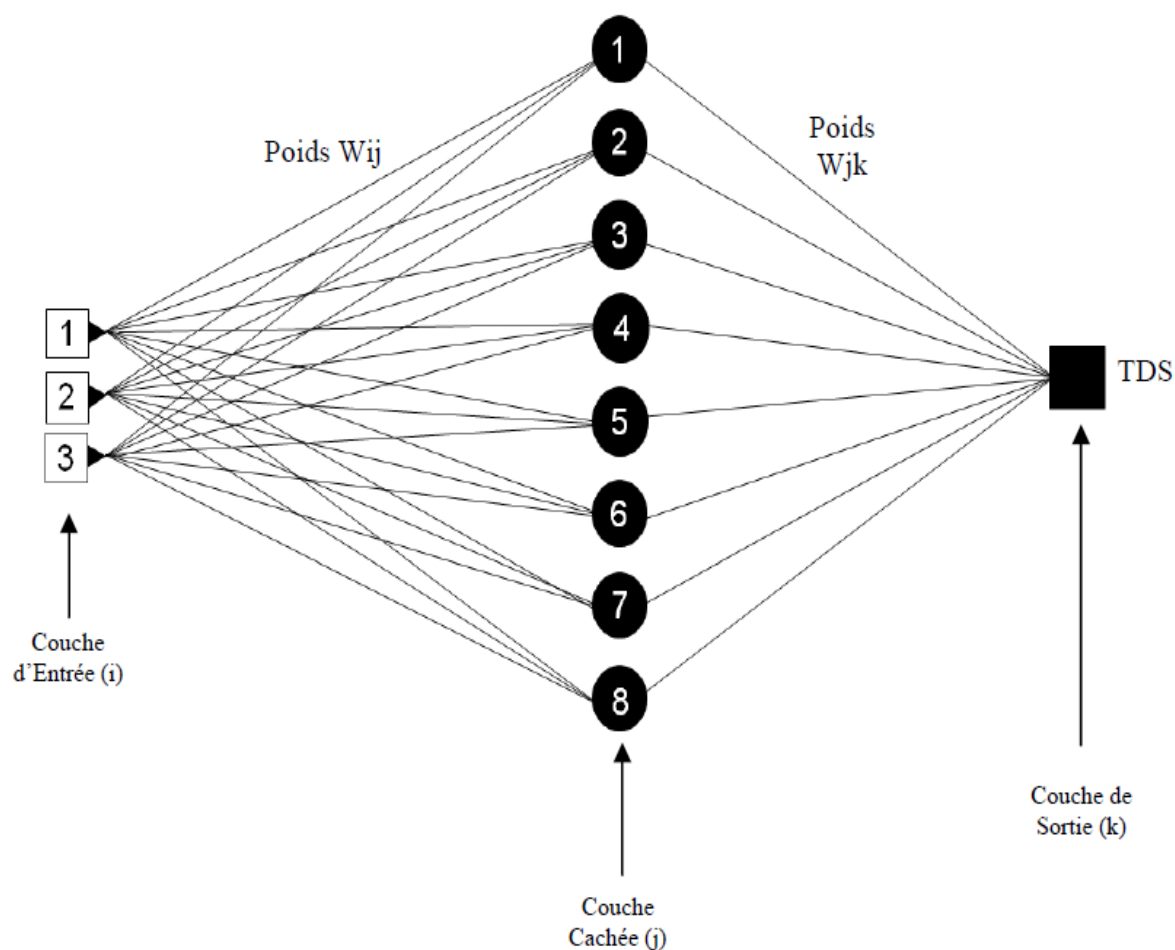 1
Poids Wij
2
Poids
Wjk
3
1
4
2
TDS
3
5
6
7
Couche
d'Entrée (i)
8
Couche de
Sortie (k)
Couche
Cachée (j)